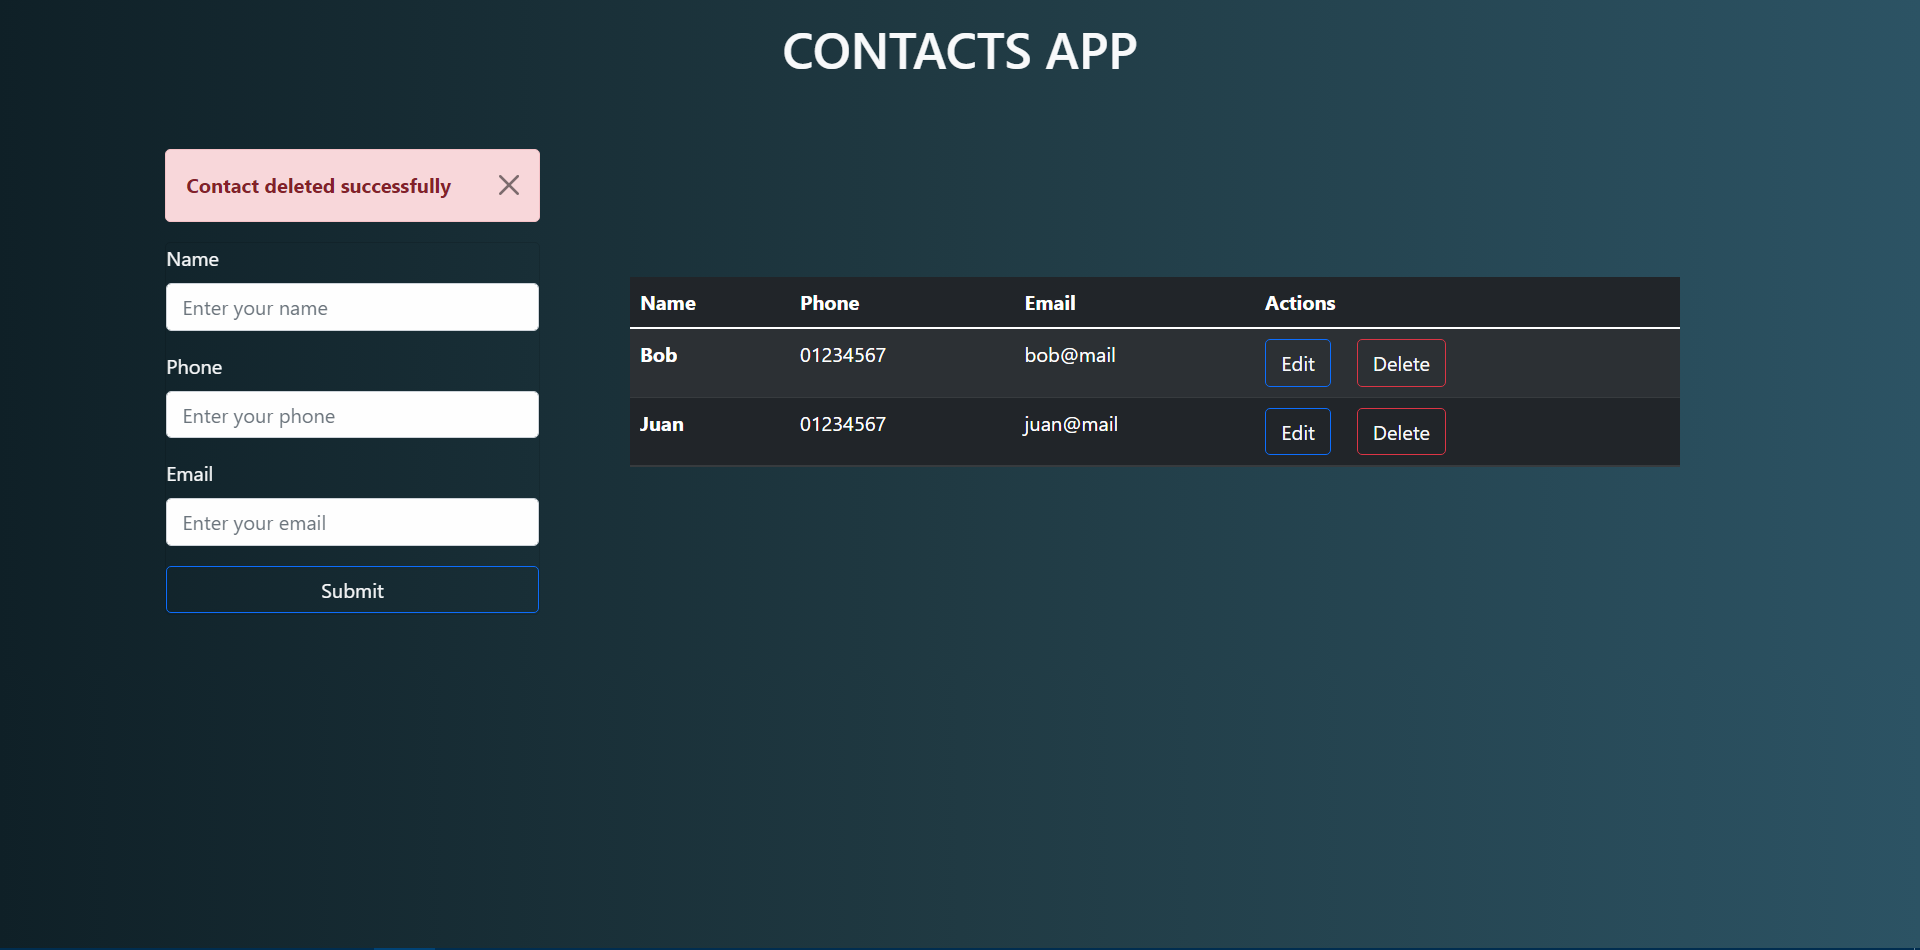 CONTACTS APP
Contact deleted successfully
Name
Enter your name
Phone
Enter your phone
Email
Enter your email
Submit
Name Phone Email Actions
Bob 01234567 bob@mail Edit Delete
Juan 01234567 juan@mail Edit Delete